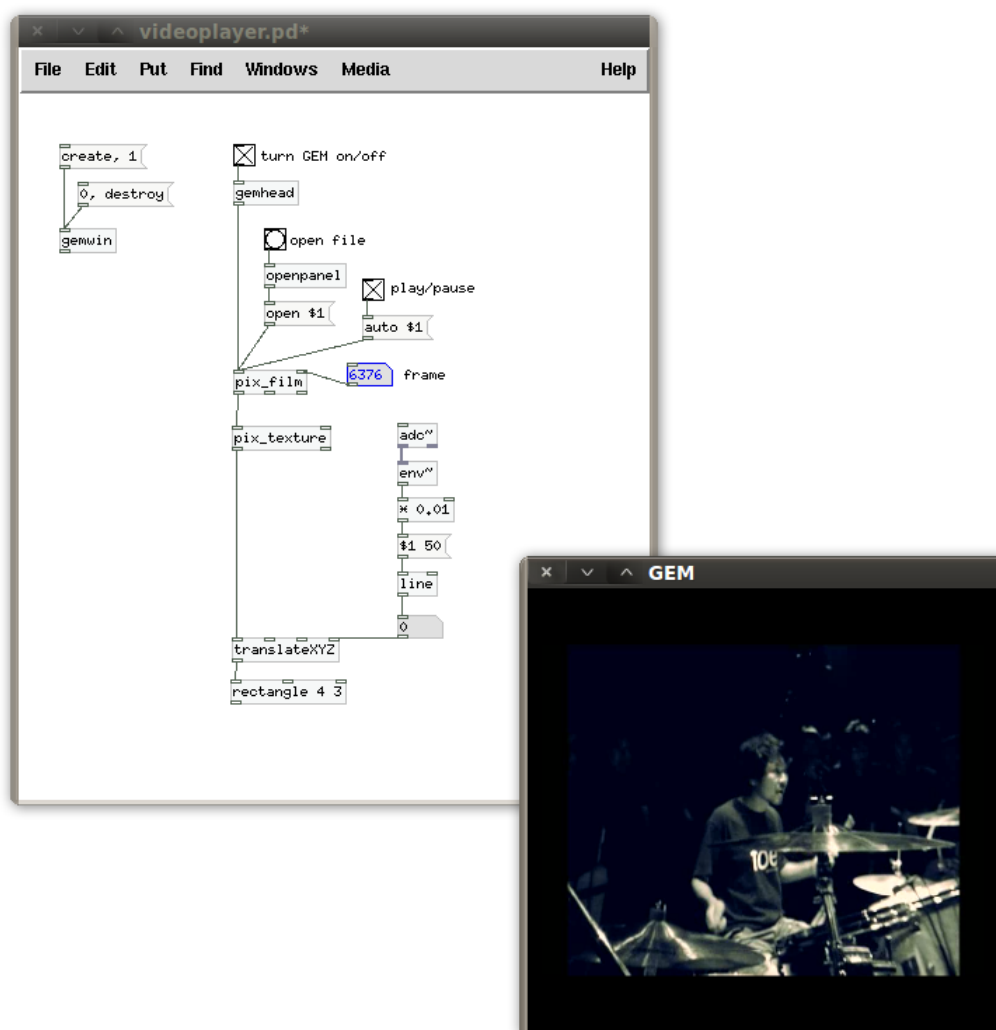 videoplayer.pd*
File Edit Put Find Windows Media Help
create, 1
turn GEM on/off
0, destroy
gemhead
gemwin
open file
openpanel
play/pause
open $1
auto $1
pix_film
6376
frame
pix_texture
adc~
env~
* 0.01
$1 50
line
0
translateXYZ
rectangle 4 3
GEM